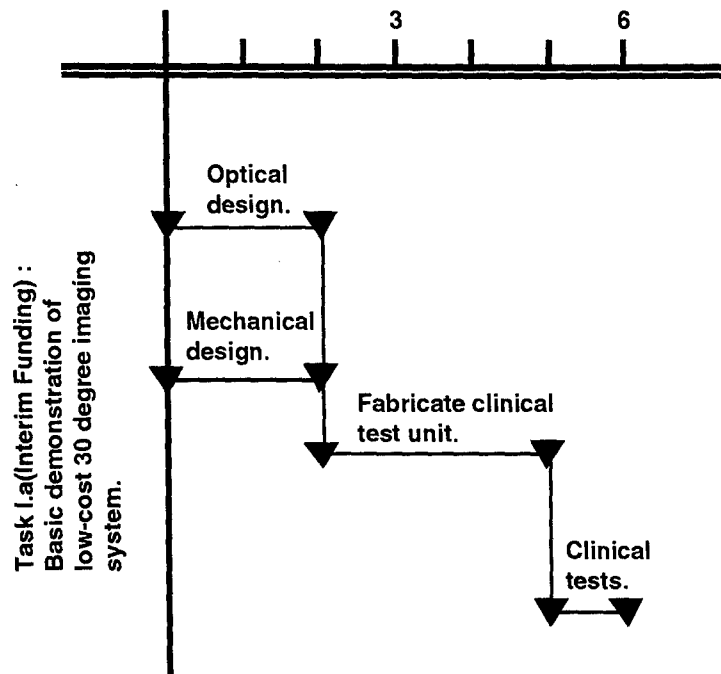 3 6
Optical
design.
Mechanical
design.
Fabricate clinical
test unit.
Clinical
tests.
Task I.a(Interim Funding) :
Basic demonstration of
low-cost 30 degree imaging
system.